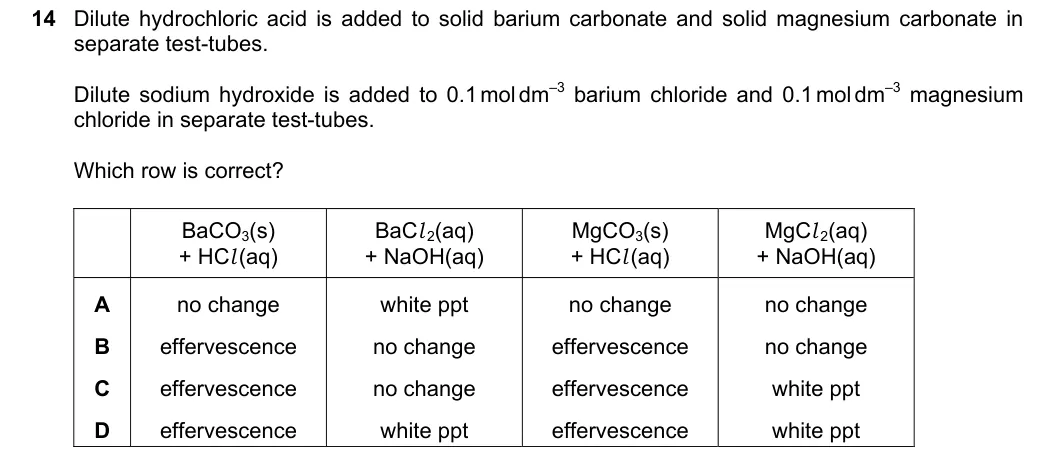 14 Dilute hydrochloric acid is added to solid barium carbonate and solid magnesium carbonate in
separate test-tubes.
Dilute sodium hydroxide is added to 0.1 mol dm⁻³ barium chloride and 0.1 mol dm⁻³ magnesium
chloride in separate test-tubes.
Which row is correct?
BaCO₃(s) BaCl₂(aq) MgCO₃(s) MgCl₂(aq)
+ HCl(aq) + NaOH(aq) + HCl(aq) + NaOH(aq)
A no change white ppt no change no change
B effervescence no change effervescence no change
C effervescence no change effervescence white ppt
D effervescence white ppt effervescence white ppt